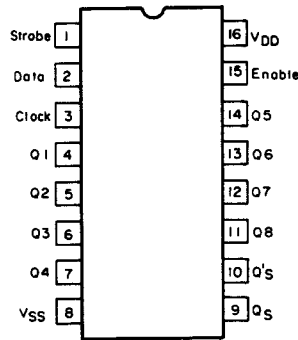 Strobe 1 16 VDD
Data 2 15 Enable
Clock 3 14 Q5
Q1 4 13 Q6
Q2 5 12 Q7
Q3 6 11 Q8
Q4 7 10 Q'S
VSS 8 9 QS